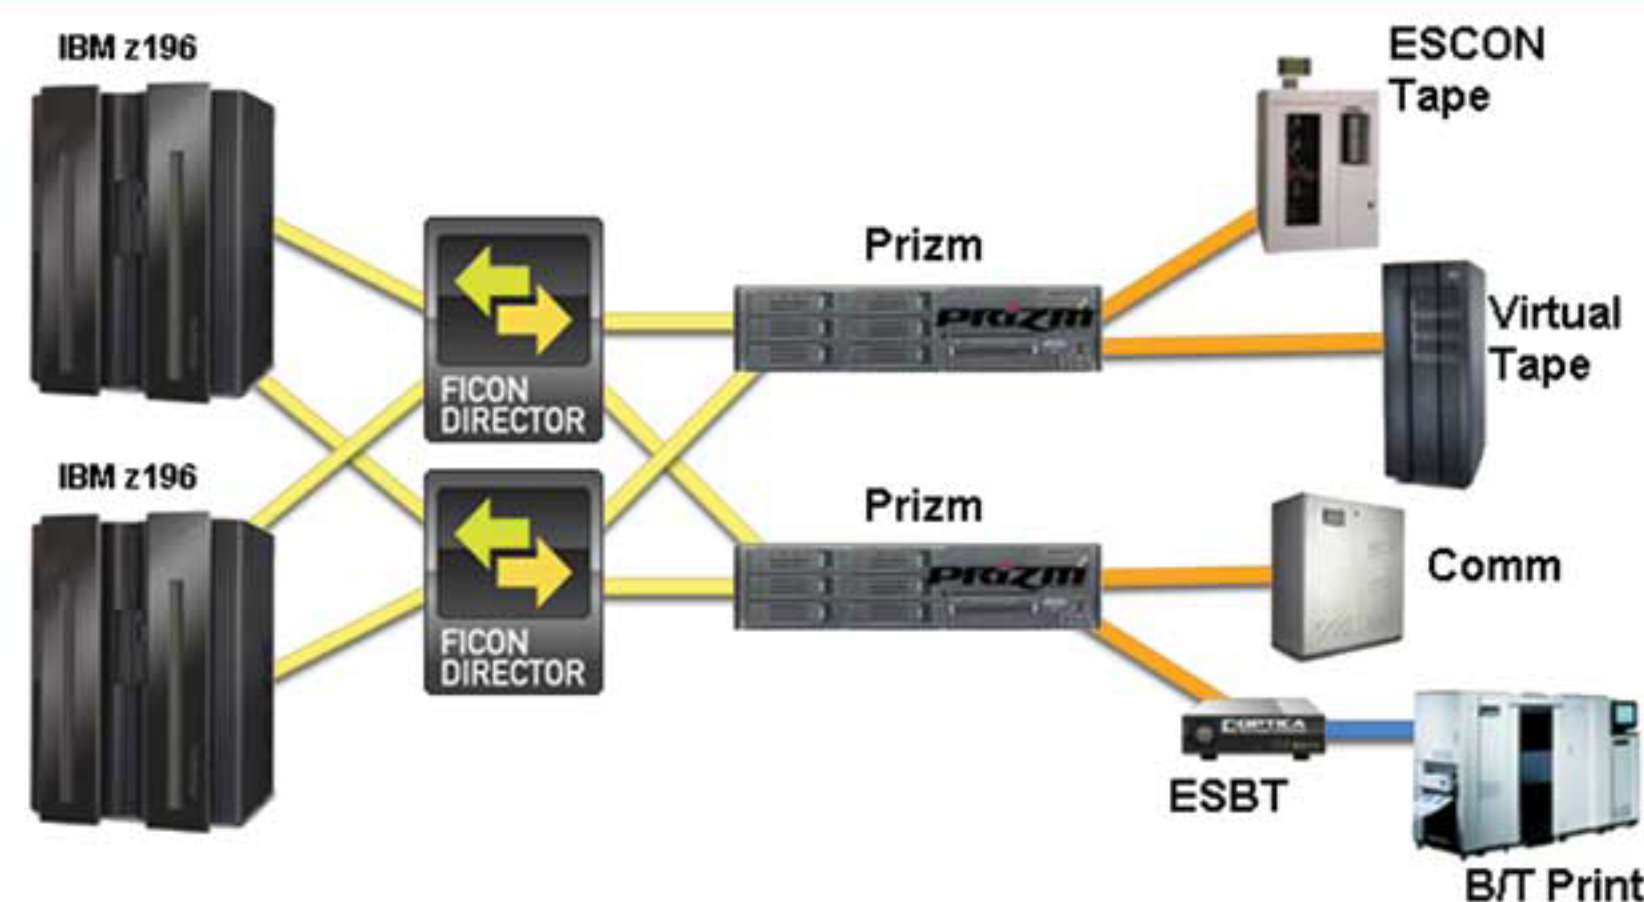 IBM z196
ESCON
Tape
Prizm
PRIZM
Virtual
Tape
FICON
DIRECTOR
IBM z196
Prizm
PRIZM
Comm
FICON
DIRECTOR
OPTICA
ESBT
B/T Print